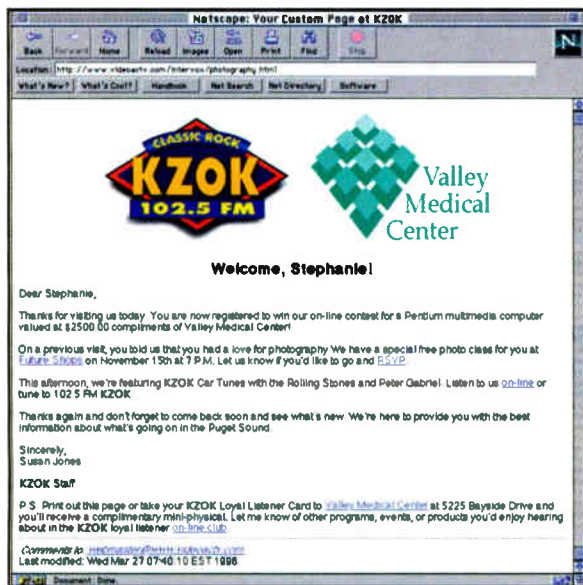 Netscape: Your Custom Page at KZOK
Back Forward Home Reload Images Open Print Find Stop
N
Location: http://www.
What's New? What's Cool? Handbook Net Search Net Directory Software
CLASSIC ROCK
KZOK
102.5 FM
Valley
Medical
Center
Welcome, Stephanie!
Dear Stephanie,
Thanks for visiting us today. You are now registered to win our on-line contest for a Pentium multimedia computer
valued at $2500.00 compliments of Valley Medical Center!
On a previous visit, you told us that you had a love for photography. We have a special free photo class for you at
Future Shops on November 15th at 7 P.M. Let us know if you'd like to go and RSVP.
This afternoon, we're featuring KZOK Car Tunes with the Rolling Stones and Peter Gabriel. Listen to us on-line or
tune to 102.5 FM KZOK
Thanks again and don't forget to come back soon and see what's new. We're here to provide you with the best
information about what's going on in the Puget Sound.
Sincerely,
Susan Jones
KZOK Staff
P.S. Print out this page or take your KZOK Loyal Listener Card to Valley Medical Center at 5225 Bayside Drive and
you'll receive a complimentary mini-physical. Let me know of other programs, events, or products you'd enjoy hearing
about in the KZOK loyal listener on-line club.
Comments to:
Last modified: Wed Mar 27 07:40:10 EST 1996
Document: Done.